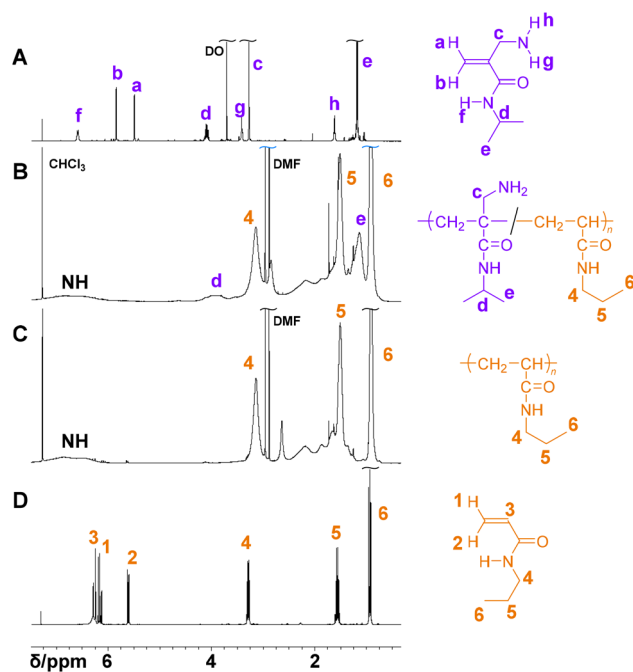 A
DO
b
a
f
d
g
c
h
e
h
H
c
N
a
H
H
g
b
H
O
H
N
f
d
e
B
CHCl3
DMF
4
5
6
e
d
NH
c
NH2
(CH2 C CH2 CH)n
C=O C=O
NH NH
d e 4 6
5
C
DMF
4
5
6
NH
(CH2 CH)n
C=O
NH
6
4
5
D
3
1
2
4
5
6
1 H 3
2 H
O
H N
4
6 5
δ/ppm 6 4 2